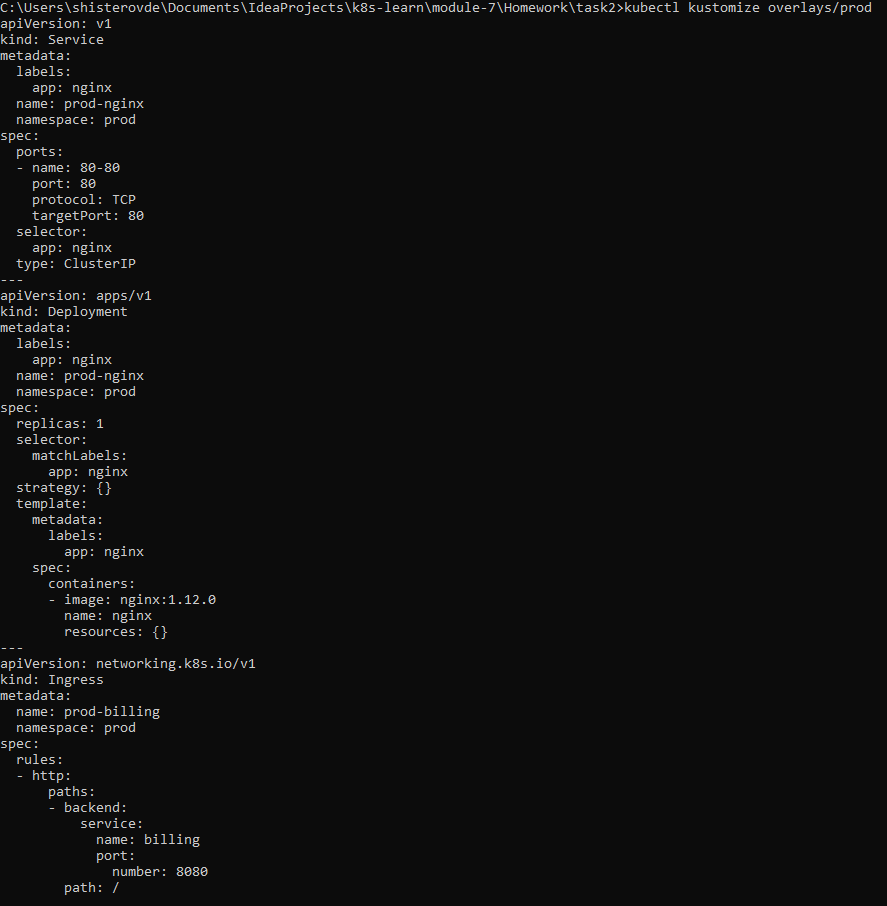 C:\Users\shisterovde\Documents\IdeaProjects\k8s-learn\module-7\Homework\task2>kubectl kustomize overlays/prod
apiVersion: v1
kind: Service
metadata:
  labels:
    app: nginx
  name: prod-nginx
  namespace: prod
spec:
  ports:
  - name: 80-80
    port: 80
    protocol: TCP
    targetPort: 80
  selector:
    app: nginx
  type: ClusterIP
---
apiVersion: apps/v1
kind: Deployment
metadata:
  labels:
    app: nginx
  name: prod-nginx
  namespace: prod
spec:
  replicas: 1
  selector:
    matchLabels:
      app: nginx
  strategy: {}
  template:
    metadata:
      labels:
        app: nginx
    spec:
      containers:
      - image: nginx:1.12.0
        name: nginx
        resources: {}
---
apiVersion: networking.k8s.io/v1
kind: Ingress
metadata:
  name: prod-billing
  namespace: prod
spec:
  rules:
  - http:
      paths:
      - backend:
          service:
            name: billing
            port:
              number: 8080
        path: /